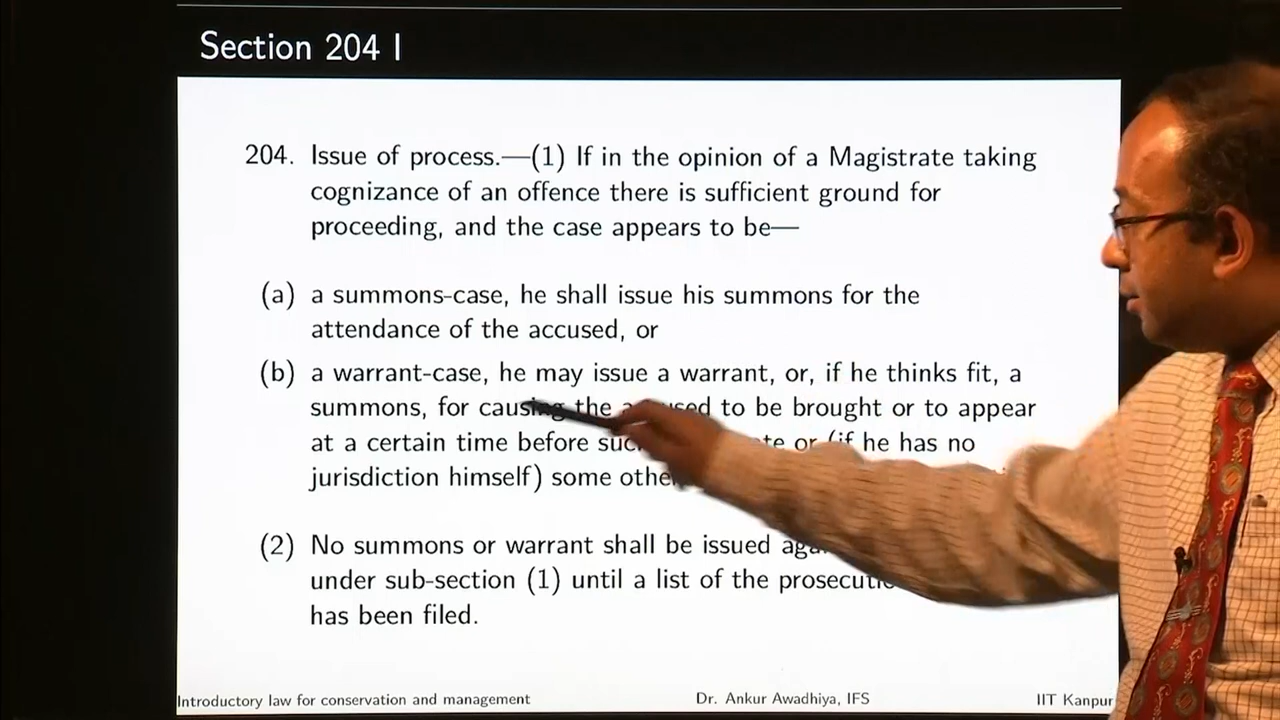 Section 204 I
204. Issue of process.—(1) If in the opinion of a Magistrate taking
cognizance of an offence there is sufficient ground for
proceeding, and the case appears to be—
(a) a summons-case, he shall issue his summons for the
attendance of the accused, or
(b) a warrant-case, he may issue a warrant, or, if he thinks fit, a
summons, for causing the accused to be brought or to appear
at a certain time before or (if he has no
jurisdiction himself) some other
(2) No summons or warrant shall be issued
under sub-section (1) until a list of the
has been filed.
Introductory law for conservation and management Dr. Ankur Awadhiya, IFS IIT Kanpur